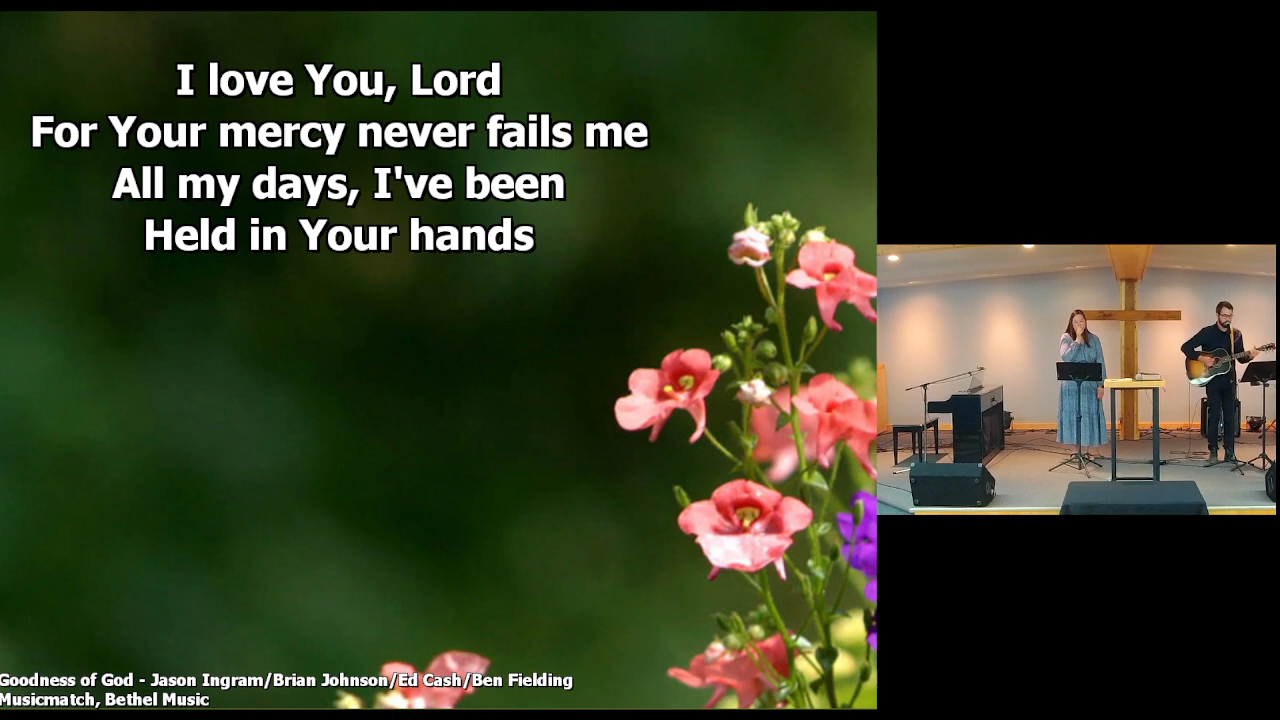 I love You, Lord
For Your mercy never fails me
All my days, I've been
Held in Your hands
Goodness of God - Jason Ingram/Brian Johnson/Ed Cash/Ben Fielding
Musicmatch, Bethel Music